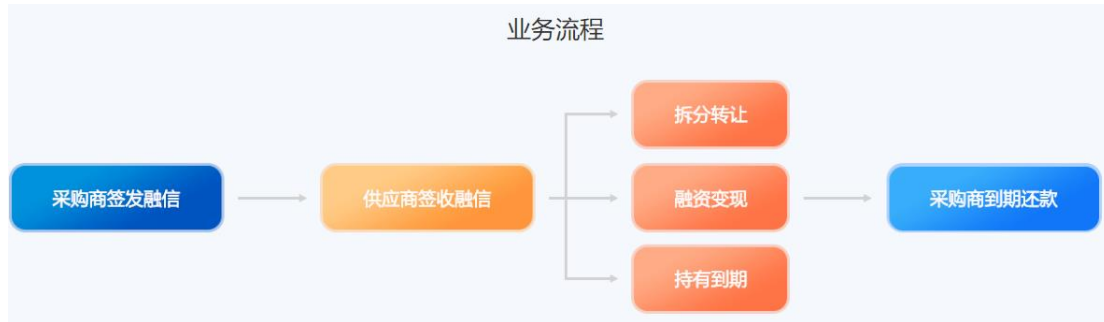 业务流程
采购商签发融信
供应商签收融信
拆分转让
融资变现
持有到期
采购商到期还款